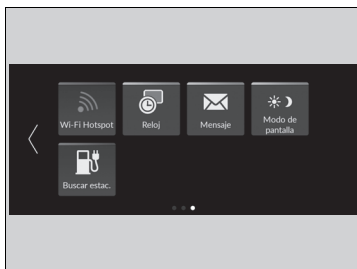 Wi-Fi Hotspot
Reloj
Mensaje
Modo de
pantalla
Buscar estac.